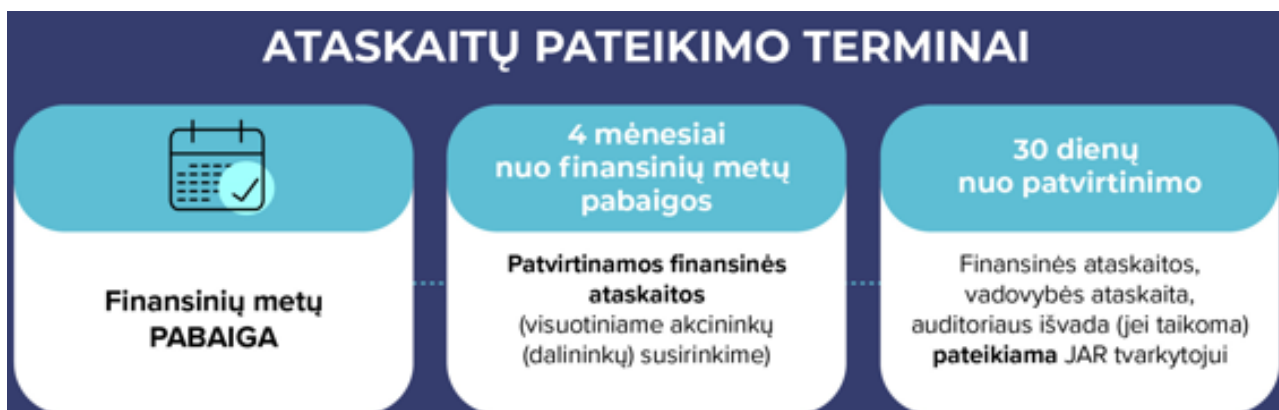 ATASKAITŲ PATEIKIMO TERMINAI
Finansinių metų
PABAIGA
4 mėnesiai
nuo finansinių metų
pabaigos
Patvirtinamos finansinės
ataskaitos
(visuotiniame akcininkų
(dalininkų) susirinkime)
30 dienų
nuo patvirtinimo
Finansinės ataskaitos,
vadovybės ataskaita,
auditoriaus išvada (jei taikoma)
pateikiama JAR tvarkytojui